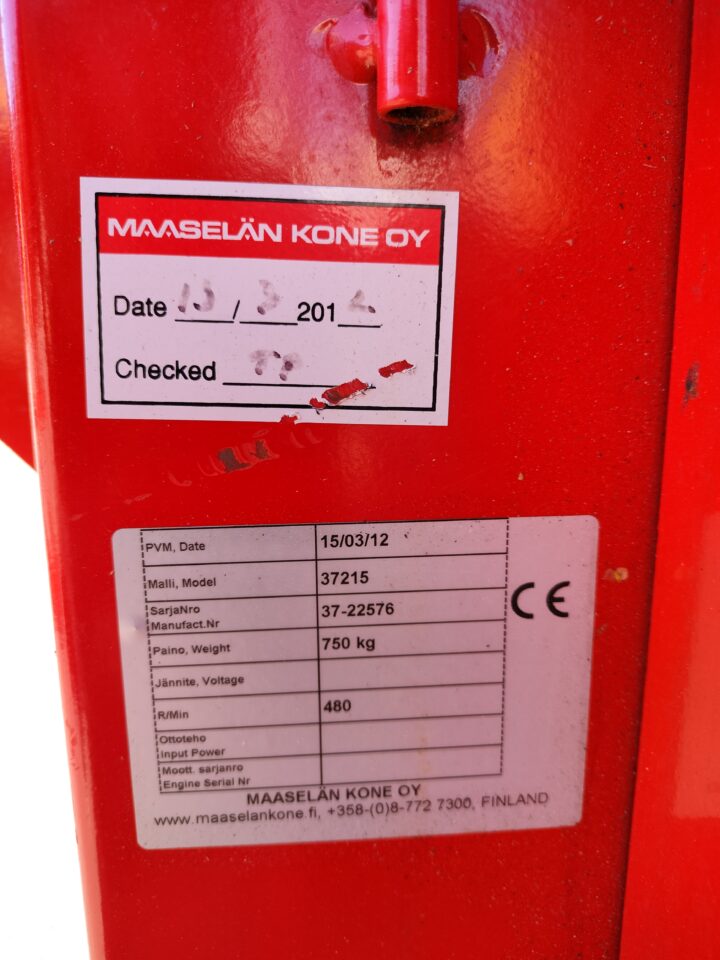 MAASELÄN KONE OY
Date / 3 201 2
Checked
PVM, Date 15/03/12
Malli, Model 37215
SarjaNro
Manufact.Nr 37-22576
Paino, Weight 750 kg
Jännite, Voltage
R/Min 480
Ottoteho
Input Power
Moott. sarjanro
Engine Serial Nr
CE
MAASELÄN KONE OY
www.maaselankone.fi, +358-(0)8-772 7300, FINLAND